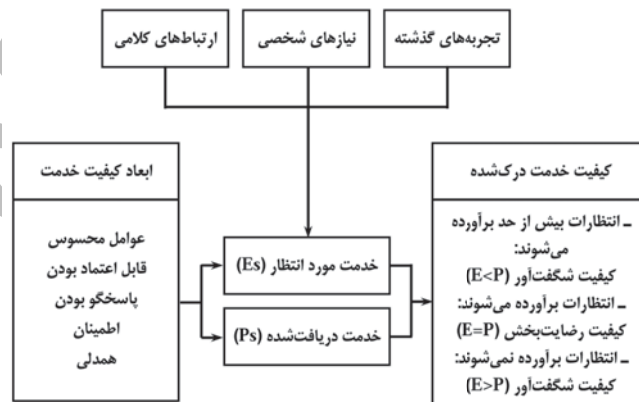 تجربه‌های گذشته
نیازهای شخصی
ارتباط‌های کلامی
ابعاد کیفیت خدمت
عوامل محسوس
قابل اعتماد بودن
پاسخگو بودن
اطمینان
همدلی
خدمت مورد انتظار (Es)
خدمت دریافت‌شده (Ps)
کیفیت خدمت درک‌شده
ـ انتظارات بیش از حد برآورده
می‌شوند:
کیفیت شگفت‌آور (E<P)
ـ انتظارات برآورده می‌شوند:
کیفیت رضایت‌بخش (E=P)
ـ انتظارات برآورده نمی‌شوند:
کیفیت شگفت‌آور (E>P)